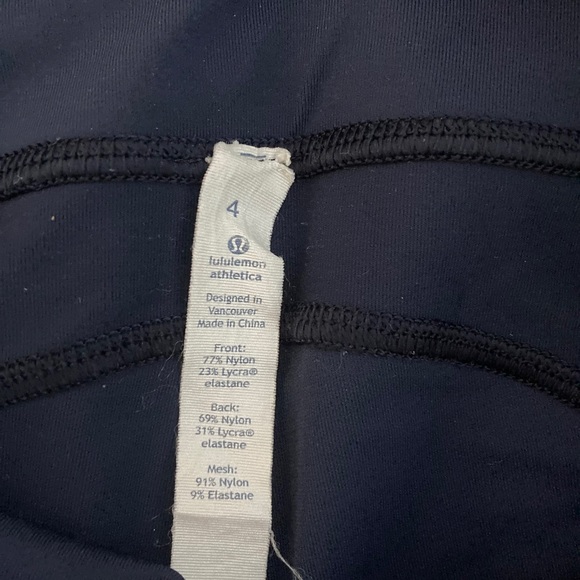 4
lululemon
athletica
Designed in
Vancouver
Made in China
Front:
77% Nylon
23% Lycra®
elastane
Back:
69% Nylon
31% Lycra®
elastane
Mesh:
91% Nylon
9% Elastane